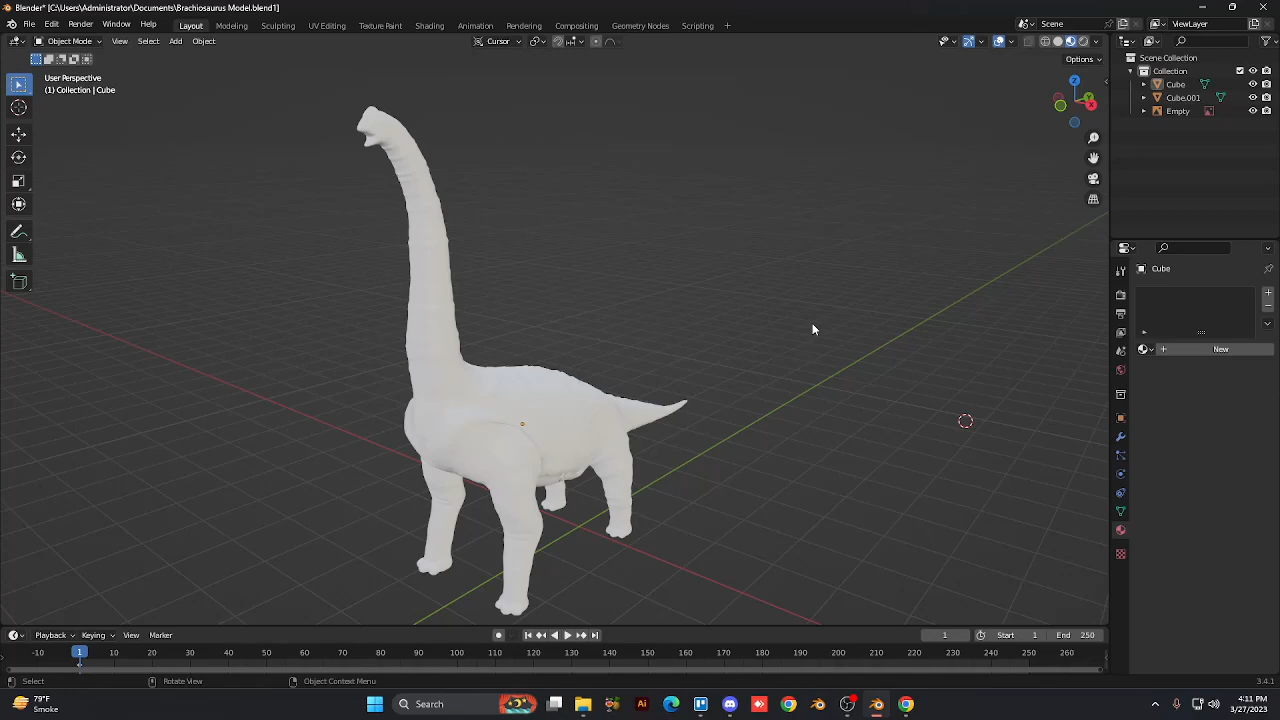 Blender* [C:\Users\Administrator\Documents\Brachiosaurus Model.blend1]
File Edit Render Window Help Layout Modeling Sculpting UV Editing Texture Paint Shading Animation Rendering Compositing Geometry Nodes Scripting + Scene ViewLayer
Object Mode View Select Add Object Cursor
Options
User Perspective
(1) Collection | Cube
Scene Collection
Collection
Cube
Cube.001
Empty
Cube
New
Playback Keying View Marker 1 Start 1 End 250
-10 1 10 20 30 40 50 60 70 80 90 100 110 120 130 140 150 160 170 180 190 200 210 220 230 240 250 260
Select Rotate View Object Context Menu 3.4.1
79°F
Smoke
Search
4:11 PM
3/27/2023